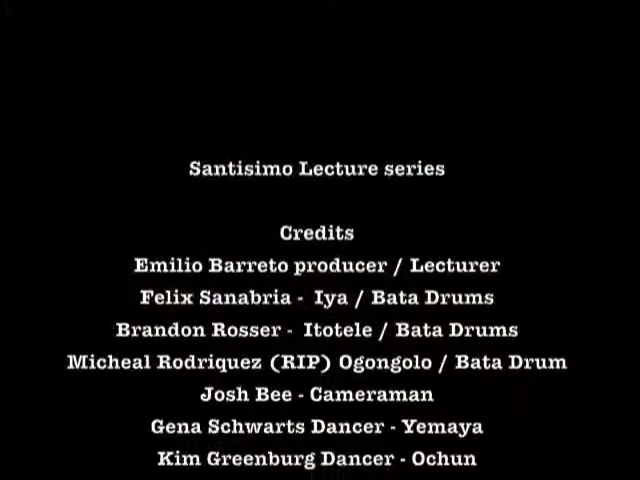 Santisimo Lecture series
Credits
Emilio Barreto producer / Lecturer
Felix Sanabria - Iya / Bata Drums
Brandon Rosser - Itotele / Bata Drums
Micheal Rodriquez (RIP) Ogongolo / Bata Drum
Josh Bee - Cameraman
Gena Schwarts Dancer - Yemaya
Kim Greenburg Dancer - Ochun